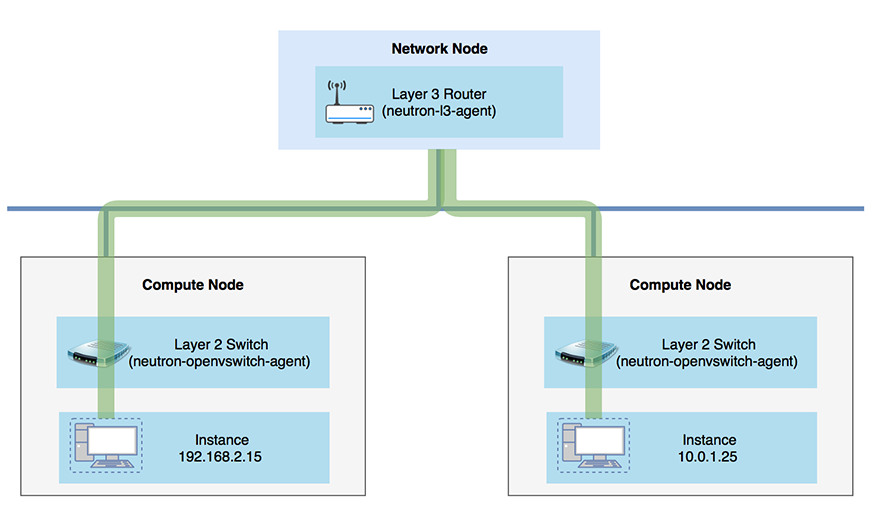 Network Node
Layer 3 Router
(neutron-l3-agent)
Compute Node
Layer 2 Switch
(neutron-openvswitch-agent)
Instance
192.168.2.15
Compute Node
Layer 2 Switch
(neutron-openvswitch-agent)
Instance
10.0.1.25